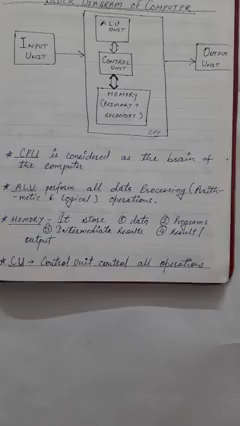 BLOCK DIAGRAM OF COMPUTER
ALU
UNIT
INPUT
UNIT
CONTROL
UNIT
OUTPUT
UNIT
MEMORY
(PRIMARY &
SECONDRY)
CPU
* CPU is considered as the brain of
the computer
* ALU perform all data Processing (Arith-
-metic & Logical) operations.
* MEMORY - It store ① data ② Programs
③ Intermediate Results ④ Result/
output
* CU → Control Unit control all operations